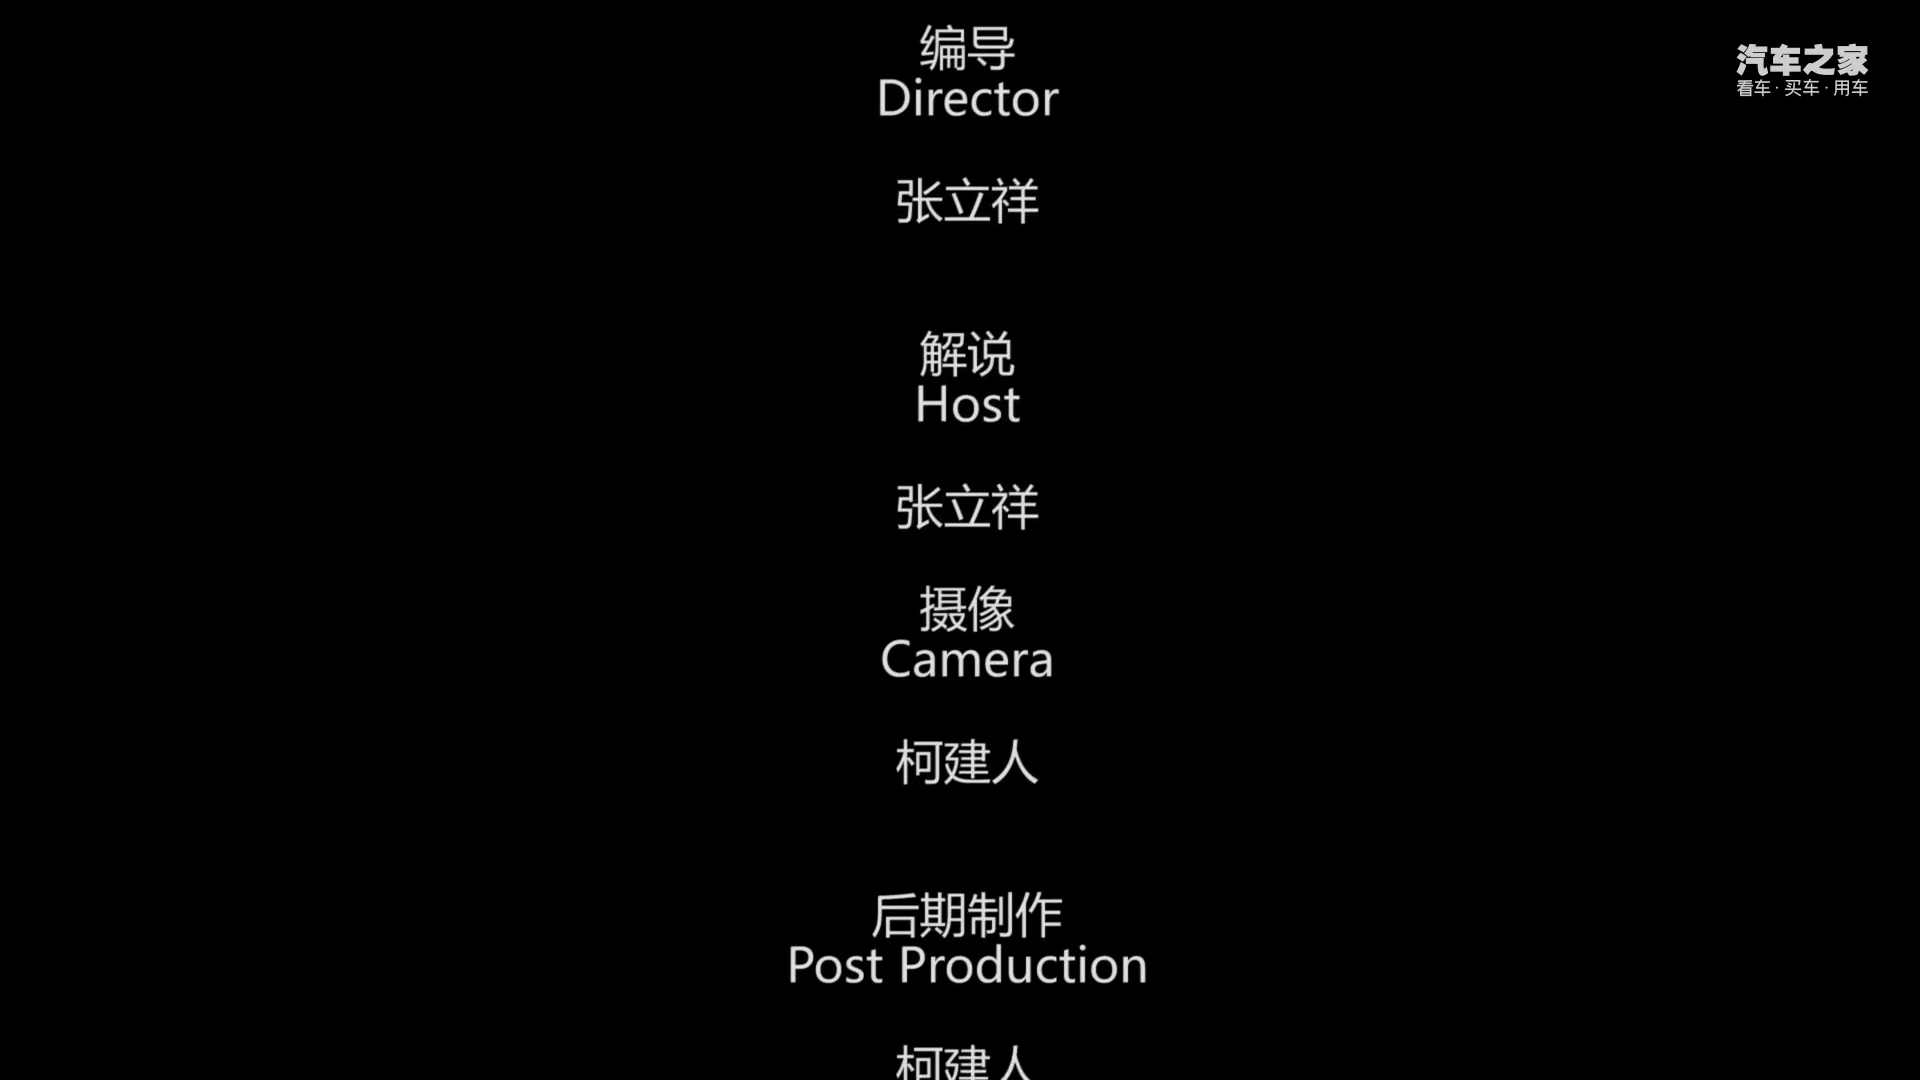 编导
Director
张立祥
解说
Host
张立祥
摄像
Camera
柯建人
后期制作
Post Production
柯建人
汽车之家
看车·买车·用车